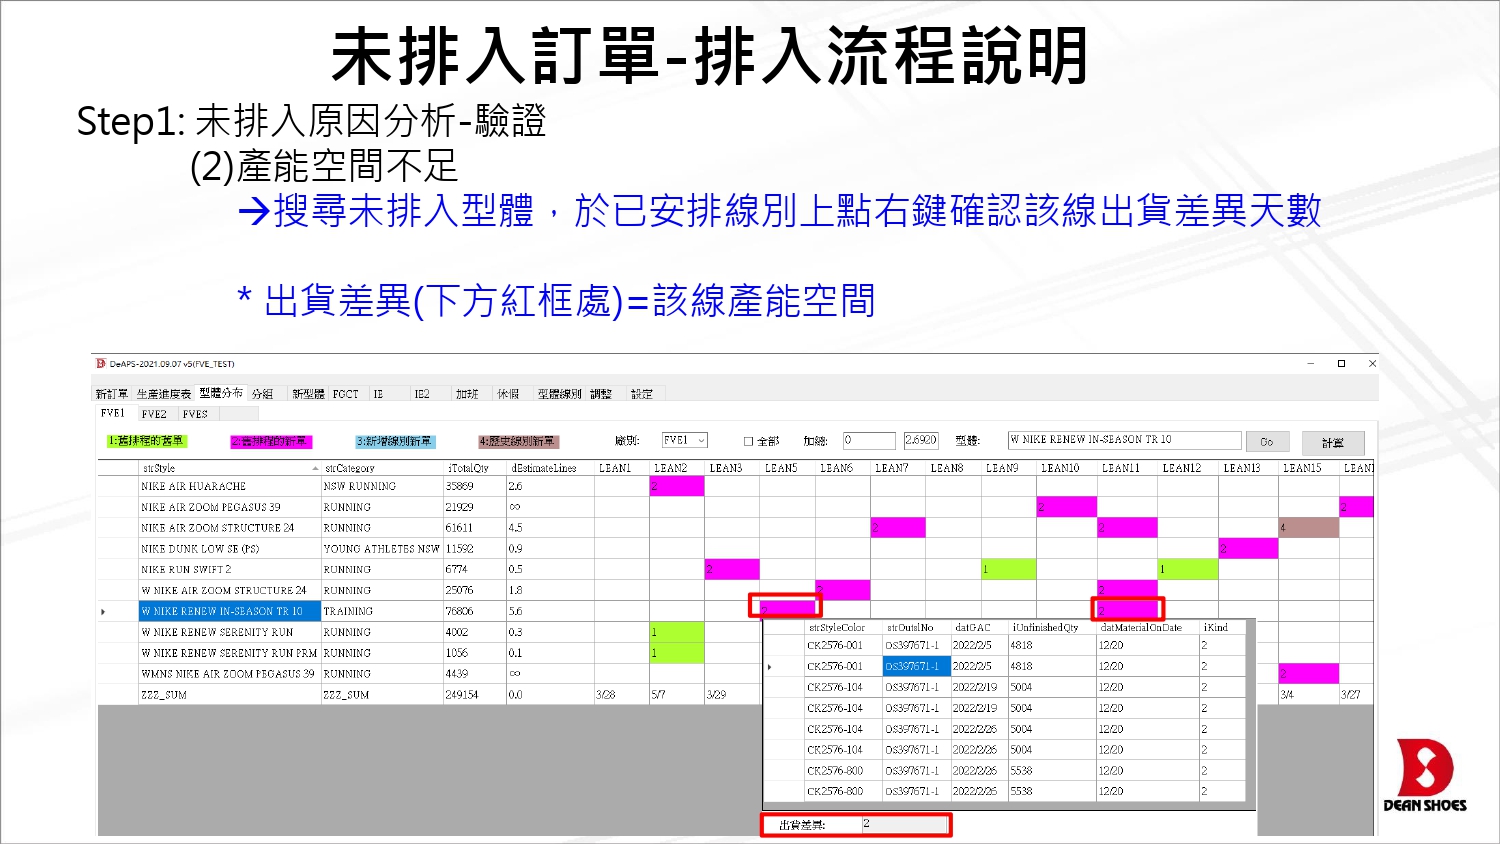 未排入訂單-排入流程說明
Step1: 未排入原因分析-驗證
(2)產能空間不足
→搜尋未排入型體，於已安排線別上點右鍵確認該線出貨差異天數
* 出貨差異(下方紅框處)=該線產能空間
DeAPS-2021.09.07 v5(FVE_TEST)
新訂單 生產進度表 型體分布 分組 新型體 FGCT IE IE2 加班 休假 型體線別 調整 設定
FVE1 FVE2 FVES
1:舊排程的舊單 2:舊排程的新單 3:新增線別新單 4:歷史線別新單 廠別: FVE1 全部 加總: 0 2.6920 型體: W NIKE RENEW IN-SEASON TR 10 Go 計算
strStyle strCategory iTotalQty dEstimateLines LEAN1 LEAN2 LEAN3 LEAN5 LEAN6 LEAN7 LEAN8 LEAN9 LEAN10 LEAN11 LEAN12 LEAN13 LEAN15 LEAN1
NIKE AIR HUARACHE NSW RUNNING 35869 2.6 2
NIKE AIR ZOOM PEGASUS 39 RUNNING 21929 ∞ 2 2
NIKE AIR ZOOM STRUCTURE 24 RUNNING 61611 4.5 2 2 4
NIKE DUNK LOW SE (PS) YOUNG ATHLETES NSW 11592 0.9 2
NIKE RUN SWIFT 2 RUNNING 6774 0.5 2 1 1
W NIKE AIR ZOOM STRUCTURE 24 RUNNING 25076 1.8 2 2
W NIKE RENEW IN-SEASON TR 10 TRAINING 76806 5.6 2 2
W NIKE RENEW SERENITY RUN RUNNING 4002 0.3 1
W NIKE RENEW SERENITY RUN PRM RUNNING 1056 0.1 1
WMNS NIKE AIR ZOOM PEGASUS 39 RUNNING 4439 ∞ 2
ZZZ_SUM ZZZ_SUM 249154 0.0 3/28 5/7 3/29 3/4 3/27
strStyleColor strOutslNo datGAC iUnfinishedQty datMaterialOnDate iKind
CK2576-001 OS397671-1 2022/2/5 4818 12/20 2
CK2576-001 OS397671-1 2022/2/5 4818 12/20 2
CK2576-104 OS397671-1 2022/2/19 5004 12/20 2
CK2576-104 OS397671-1 2022/2/19 5004 12/20 2
CK2576-104 OS397671-1 2022/2/26 5004 12/20 2
CK2576-104 OS397671-1 2022/2/26 5004 12/20 2
CK2576-800 OS397671-1 2022/2/26 5538 12/20 2
CK2576-800 OS397671-1 2022/2/26 5538 12/20 2
出貨差異: 2
DEAN SHOES